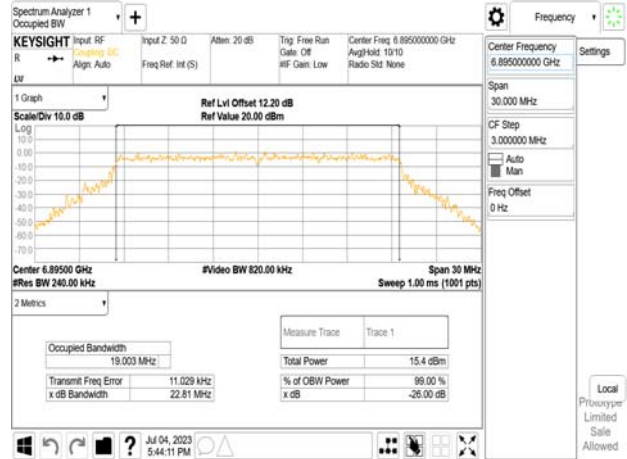 Spectrum Analyzer 1
Occupied BW
KEYSIGHT
R
Input: RF
Coupling: DC
Align: Auto
Input Z: 50 Ω
Freq Ref: Int (S)
Atten: 20 dB
Trig: Free Run
Gate: Off
#IF Gain: Low
Center Freq: 6.895000000 GHz
Avg|Hold: 10/10
Radio Std: None
1 Graph
Scale/Div 10.0 dB
Ref Lvl Offset 12.20 dB
Ref Value 20.00 dBm
Log
10.0
0.00
-10.0
-20.0
-30.0
-40.0
-50.0
-60.0
-70.0
Center 6.89500 GHz
#Video BW 820.00 kHz
Span 30 MHz
#Res BW 240.00 kHz
Sweep 1.00 ms (1001 pts)
2 Metrics
Measure Trace Trace 1
Occupied Bandwidth
19.003 MHz
Total Power 15.4 dBm
Transmit Freq Error 11.029 kHz
% of OBW Power 99.00 %
x dB Bandwidth 22.81 MHz
x dB -26.00 dB
Jul 04, 2023
5:44:11 PM
Frequency
Center Frequency
6.895000000 GHz
Settings
Span
30.000 MHz
CF Step
3.000000 MHz
Auto
Man
Freq Offset
0 Hz
Local
Prototype
Limited
Sale
Allowed